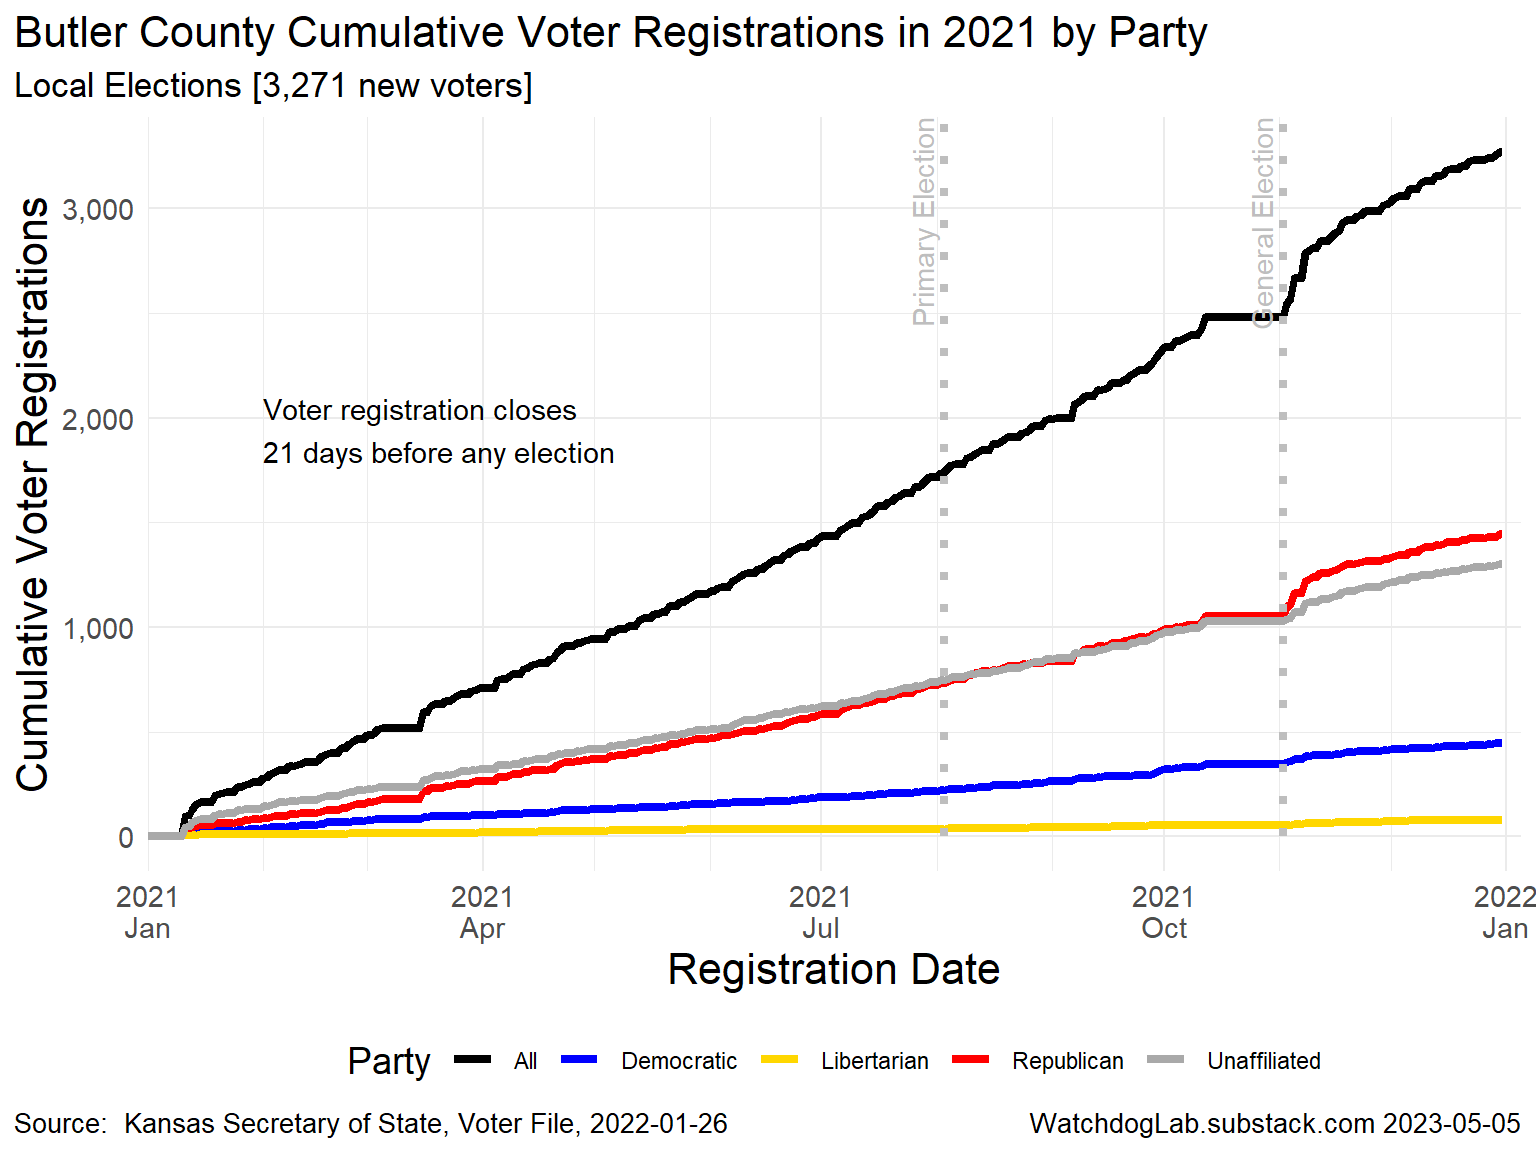 Butler County Cumulative Voter Registrations in 2021 by Party
Local Elections [3,271 new voters]
Cumulative Voter Registrations
3,000
2,000
1,000
0
Primary Election
General Election
Voter registration closes
21 days before any election
2021 2021 2021 2021 2022
Jan Apr Jul Oct Jan
Registration Date
Party All Democratic Libertarian Republican Unaffiliated
Source:  Kansas Secretary of State, Voter File, 2022-01-26
WatchdogLab.substack.com 2023-05-05